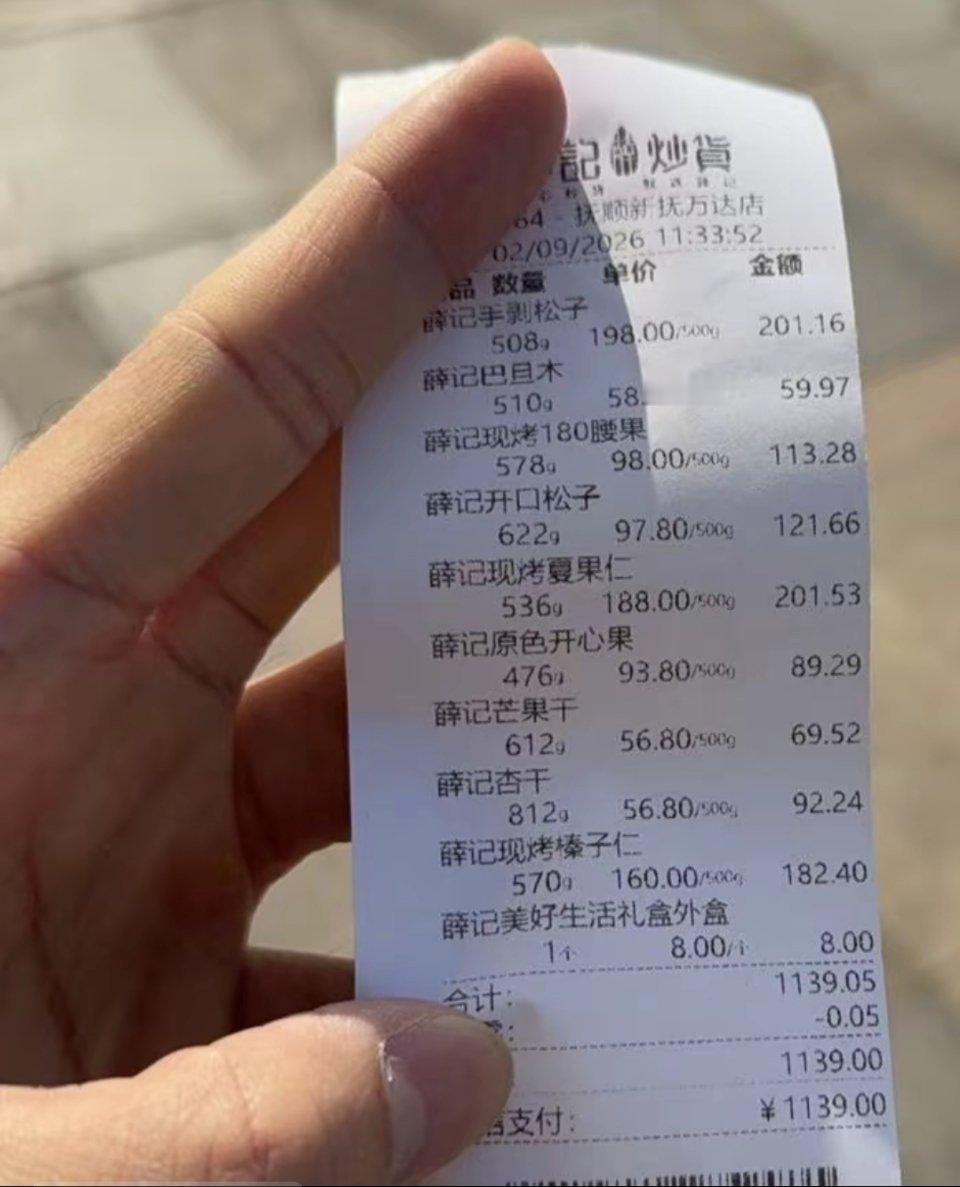 記 炒貨
64 - 抚顺新抚万达店
02/09/2026 11:33:52
品 数量 单价 金额
薛记手剥松子
508g 198.00/500g 201.16
薛记巴旦木
510g 58. 59.97
薛记现烤180腰果
578g 98.00/500g 113.28
薛记开口松子
622g 97.80/500g 121.66
薛记现烤夏果仁
536g 188.00/500g 201.53
薛记原色开心果
476g 93.80/500g 89.29
薛记芒果干
612g 56.80/500g 69.52
薛记杏干
812g 56.80/500g 92.24
薛记现烤榛子仁
570g 160.00/500g 182.40
薛记美好生活礼盒外盒
1个 8.00/个 8.00
合计: 1139.05
: -0.05
1139.00
支付: ¥1139.00